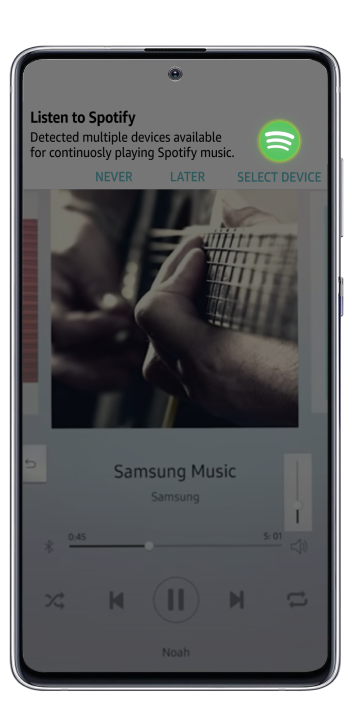 Listen to Spotify
Detected multiple devices available
for continuosly playing Spotify music.
NEVER LATER SELECT DEVICE
Samsung Music
Samsung
0:45 5: 01
Noah